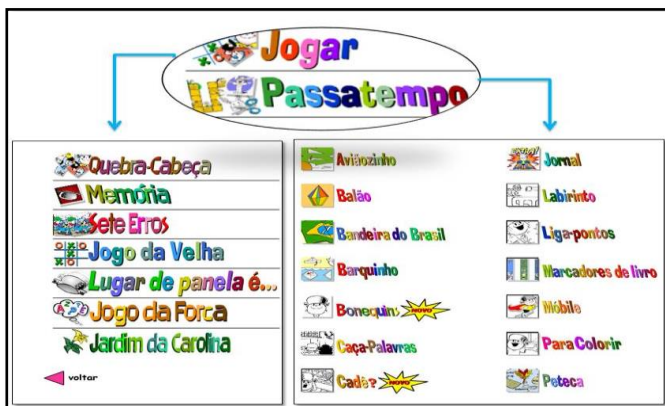 Jogar
Passatempo
Quebra-Cabeça
Memória
Sete Erros
Jogo da Velha
Lugar de panela é...
Jogo da Forca
Jardim da Carolina
voltar
Aviãozinho
Balão
Bandeira do Brasil
Barquinho
NOVO
Caça-Palavras
Cadê? NOVO
Jornal
Labirinto
Liga-pontos
Marcadores de livro
Móbile
Para Colorir
Peteca